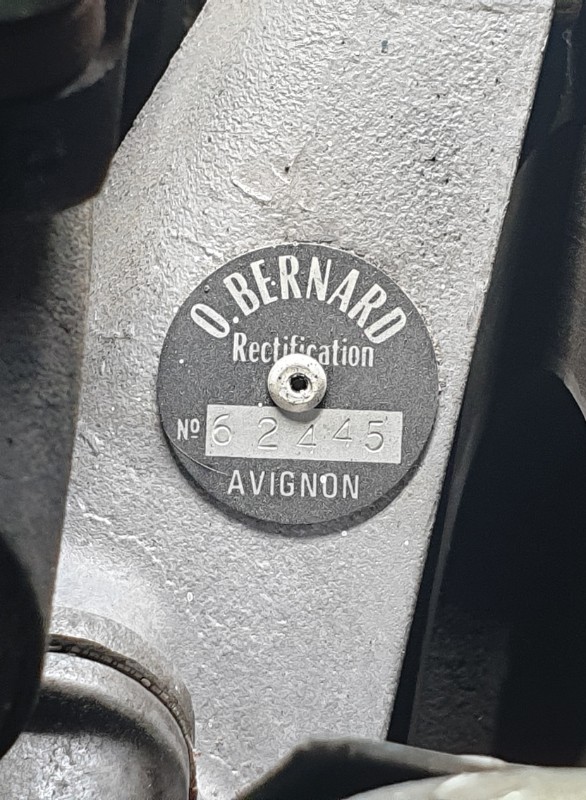 O. BERNARD
Rectification
Nº 62445
AVIGNON